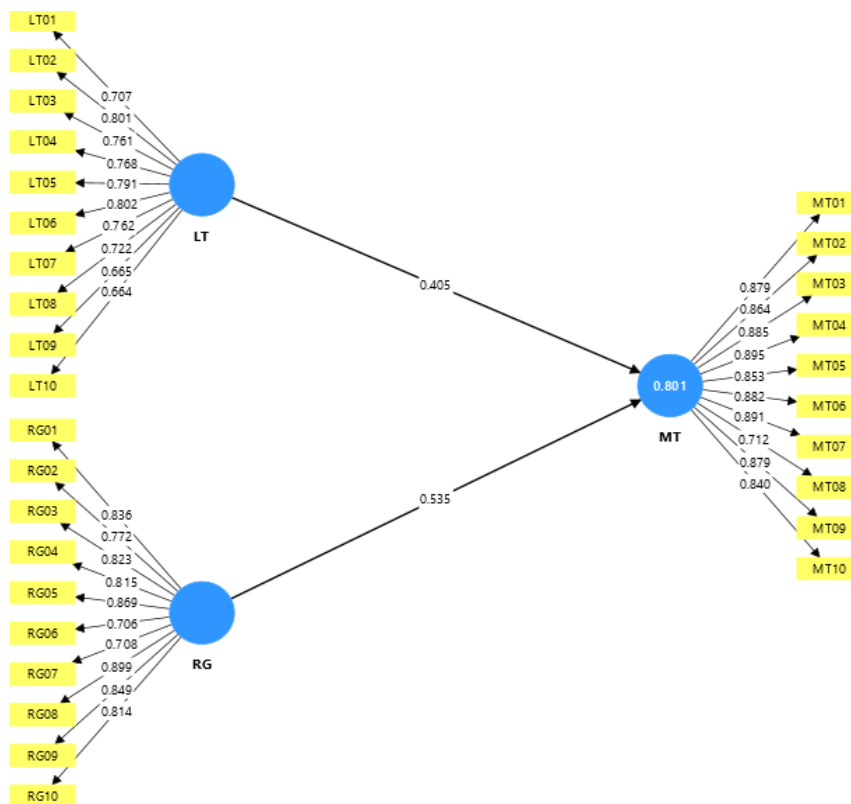 LT01
LT02
LT03
LT04
LT05
LT06
LT07
LT08
LT09
LT10
0.707
0.801
0.761
0.768
0.791
0.802
0.762
0.722
0.665
0.664
LT
0.405
RG01
RG02
RG03
RG04
RG05
RG06
RG07
RG08
RG09
RG10
0.836
0.772
0.823
0.815
0.869
0.706
0.708
0.899
0.849
0.814
RG
0.535
0.801
MT
0.879
0.864
0.885
0.895
0.853
0.882
0.891
0.712
0.879
0.840
MT01
MT02
MT03
MT04
MT05
MT06
MT07
MT08
MT09
MT10